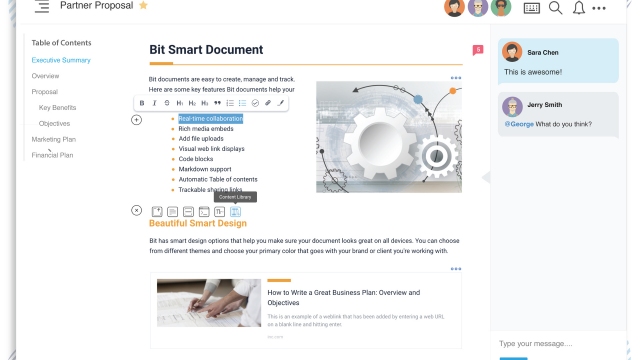 Partner Proposal
Table of Contents
Executive Summary
Overview
Proposal
Key Benefits
Objectives
Marketing Plan
Financial Plan
Bit Smart Document
Bit documents are easy to create, manage and track.
Here are some key features Bit documents help your
B I S H1 H2 H3
Real-time collaboration
Rich media embeds
Add file uploads
Visual web link displays
Code blocks
Markdown support
Automatic Table of contents
Trackable sharing links
Content Library
Beautiful Smart Design
Bit has smart design options that help you make sure your document looks great on all devices. You can choose
from different themes and choose your primary color that goes with your brand or client you're working with.
How to Write a Great Business Plan: Overview and
Objectives
This is an example of a weblink that has been added by entering a web URL
on a blank line and hitting enter.
5
Sara Chen
This is awesome!
Jerry Smith
@George What do you think?
Type your message....